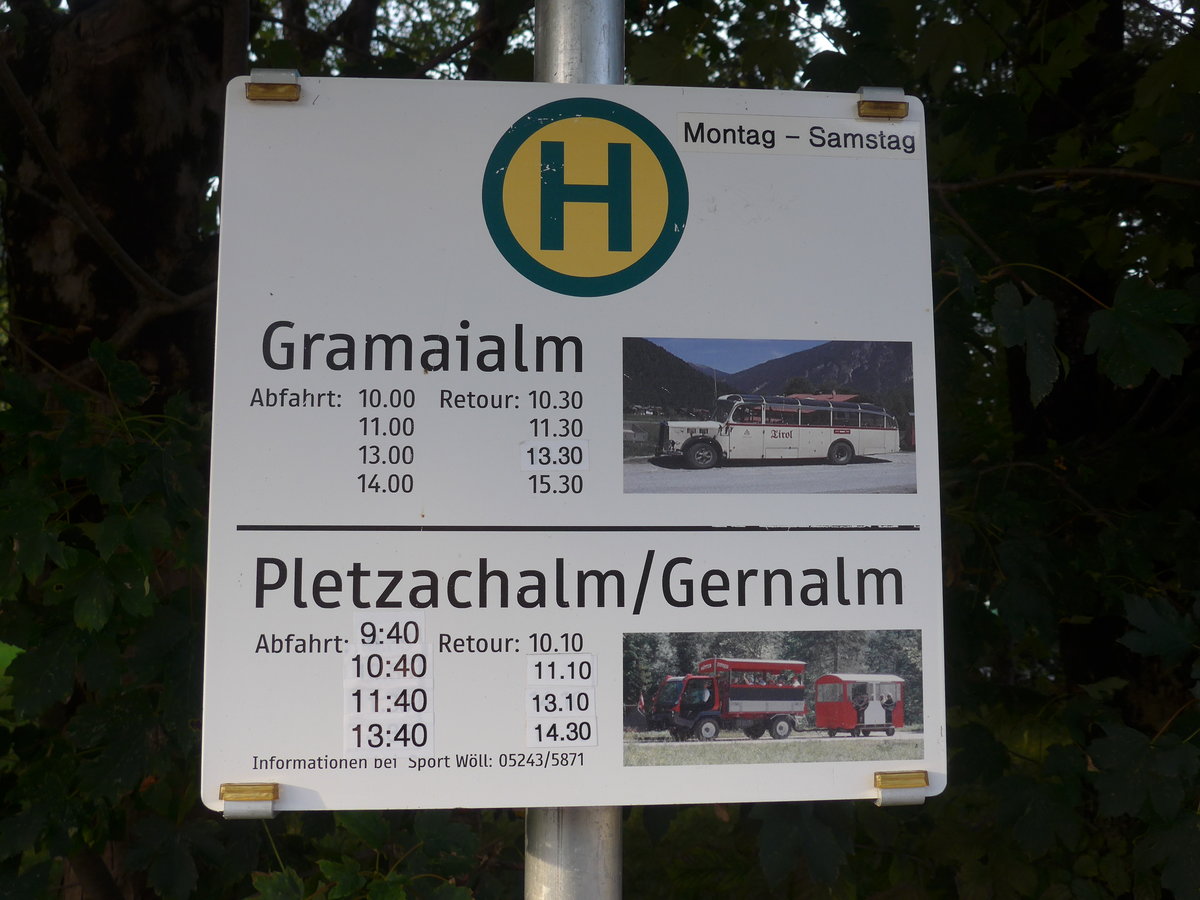 H
Montag – Samstag
Gramaialm
Abfahrt: 10.00 Retour: 10.30
11.00 11.30
13.00 13.30
14.00 15.30
Tirol
Pletzachalm/Gernalm
Abfahrt: 9:40 Retour: 10.10
10:40 11.10
11:40 13.10
13:40 14.30
Informationen bei Sport Wöll: 05243/5871